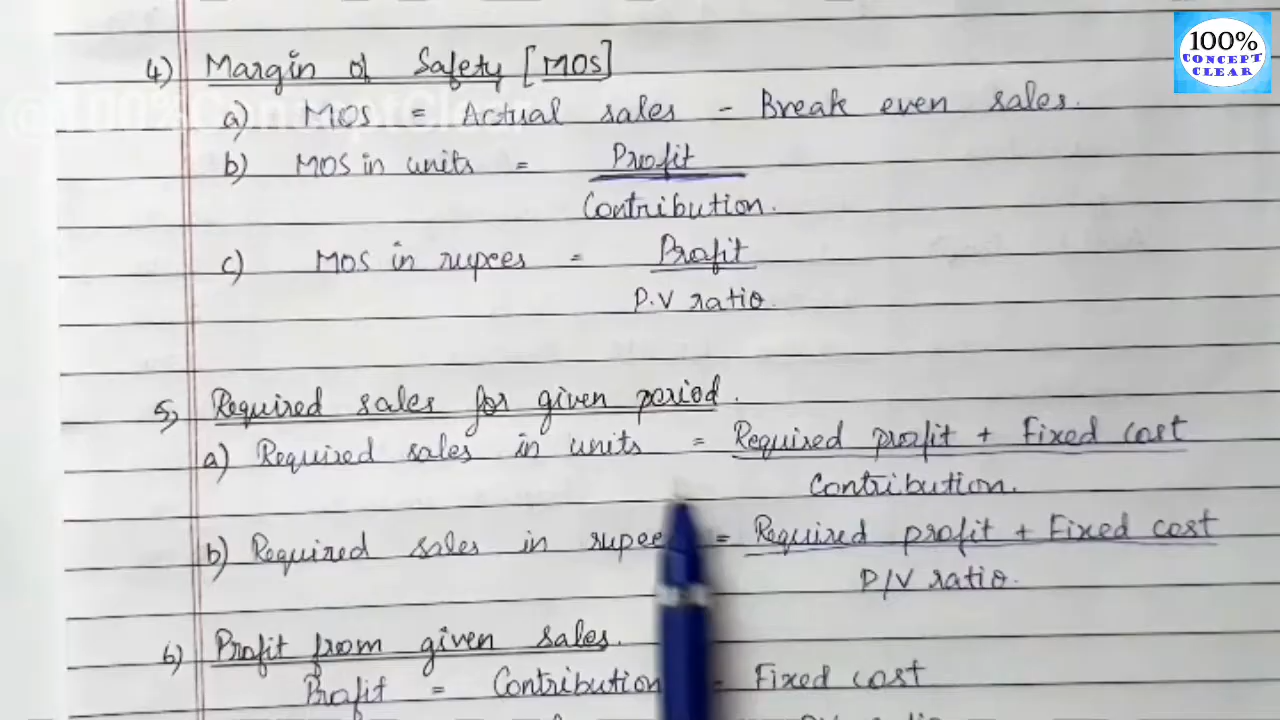 100%
CONCEPT
CLEAR
4) Margin of Safety [MOS]
a) MOS = Actual sales - Break even sales.
b) MOS in units = Profit
Contribution.
c) MOS in rupees = Profit
P.V ratio.
5) Required sales for given period.
a) Required sales in units = Required profit + Fixed cost
Contribution.
b) Required sales in rupee = Required profit + Fixed cost
P/V ratio.
6) Profit from given sales.
Profit = Contribution - Fixed cost